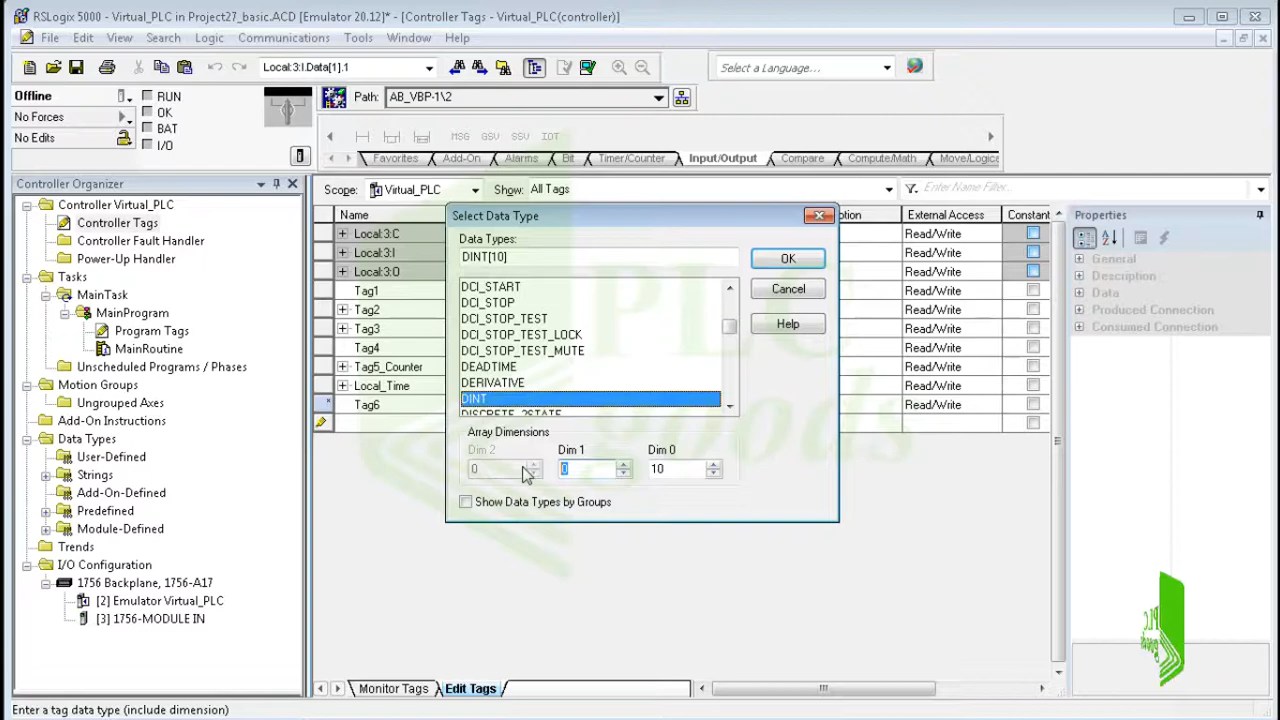 RSLogix 5000 - Virtual_PLC in Project27_basic.ACD [Emulator 20.12]* - [Controller Tags - Virtual_PLC(controller)]
File Edit View Search Logic Communications Tools Window Help
Local:3:I.Data[1].1
Select a Language...
Offline
RUN
No Forces
OK
No Edits
BAT
I/O
Path: AB_VBP-1\2
MSG GSV SSV IOT
Favorites Add-On Alarms Bit Timer/Counter Input/Output Compare Compute/Math Move/Logica
Controller Organizer
Controller Virtual_PLC
Controller Tags
Controller Fault Handler
Power-Up Handler
Tasks
MainTask
MainProgram
Program Tags
MainRoutine
Unscheduled Programs / Phases
Motion Groups
Ungrouped Axes
Add-On Instructions
Data Types
User-Defined
Strings
Add-On-Defined
Predefined
Module-Defined
Trends
I/O Configuration
1756 Backplane, 1756-A17
[2] Emulator Virtual_PLC
[3] 1756-MODULE IN
Scope: Virtual_PLC Show: All Tags
Enter Name Filter...
Name
External Access Constant
Local:3:C Read/Write
Local:3:I Read/Write
Local:3:O Read/Write
Tag1 Read/Write
Tag2 Read/Write
Tag3 Read/Write
Tag4 Read/Write
Tag5_Counter Read/Write
Local_Time Read/Write
Tag6 Read/Write
Select Data Type
Data Types:
DINT[10]
OK
Cancel
Help
DCI_START
DCI_STOP
DCI_STOP_TEST
DCI_STOP_TEST_LOCK
DCI_STOP_TEST_MUTE
DEADTIME
DERIVATIVE
DINT
DISCRETE_2STATE
Array Dimensions
Dim 2 Dim 1 Dim 0
0 0 10
Show Data Types by Groups
Properties
General
Description
Data
Produced Connection
Consumed Connection
Monitor Tags Edit Tags
Enter a tag data type (include dimension)
PLC
goods
PLC
goods